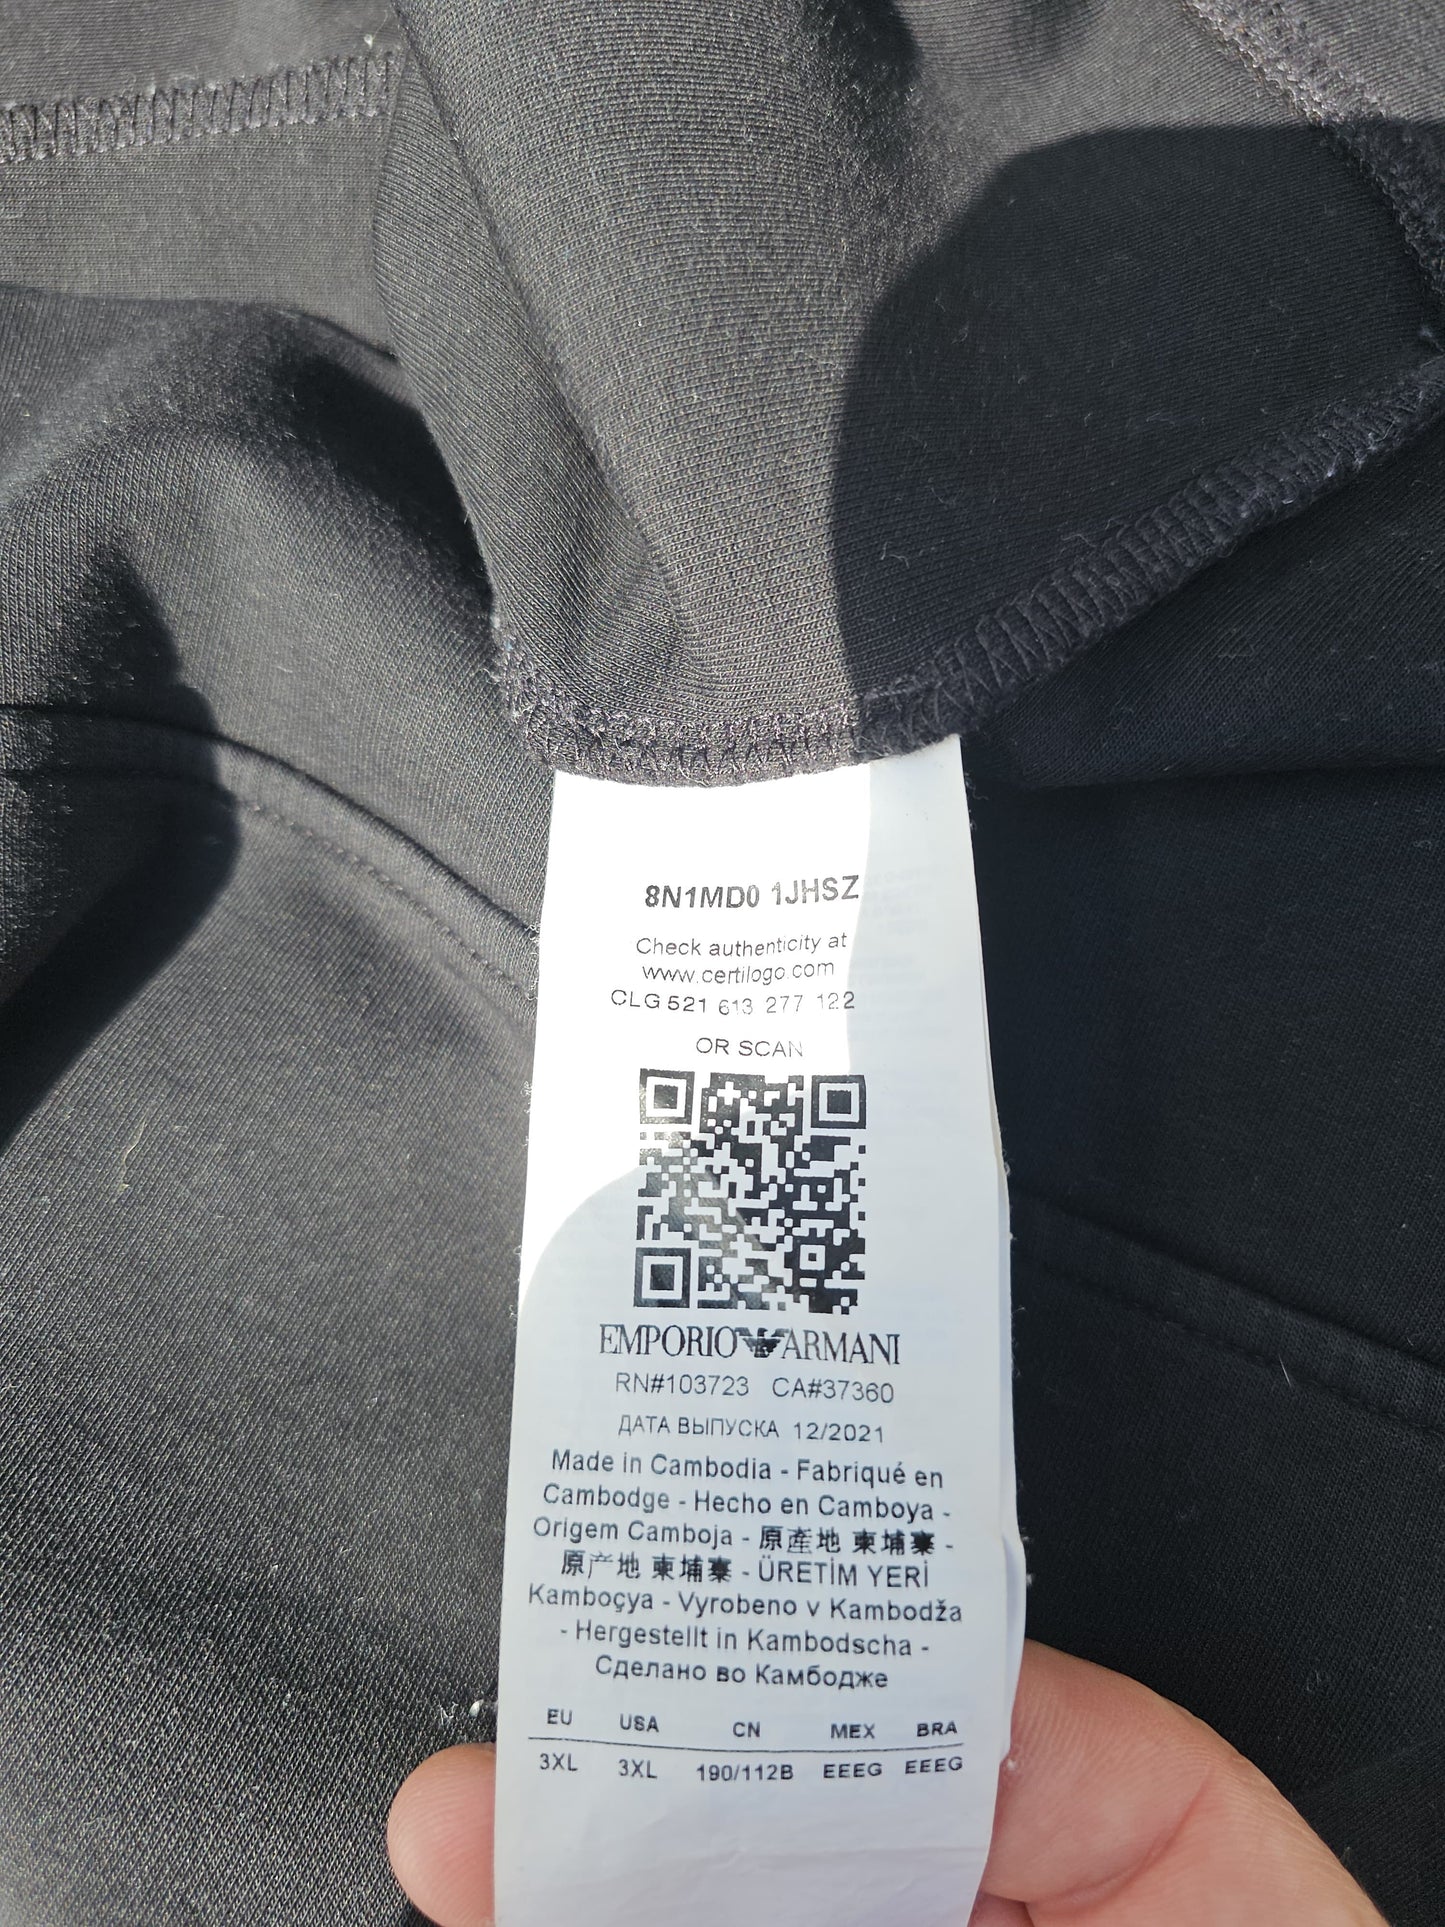 8N1MD0 1JHSZ
Check authenticity at
www.certilogo.com
CLG 521 613 277 122
OR SCAN
EMPORIO ARMANI
RN#103723 CA#37360
ДАТА ВЫПУСКА 12/2021
Made in Cambodia - Fabriqué en
Cambodge - Hecho en Camboya -
Origem Camboja - 原產地 柬埔寨 -
原产地 柬埔寨 - ÜRETİM YERİ
Kamboçya - Vyrobeno v Kambodža
- Hergestellt in Kambodscha -
Сделано во Камбодже
EU USA CN MEX BRA
3XL 3XL 190/112B EEEG EEEG